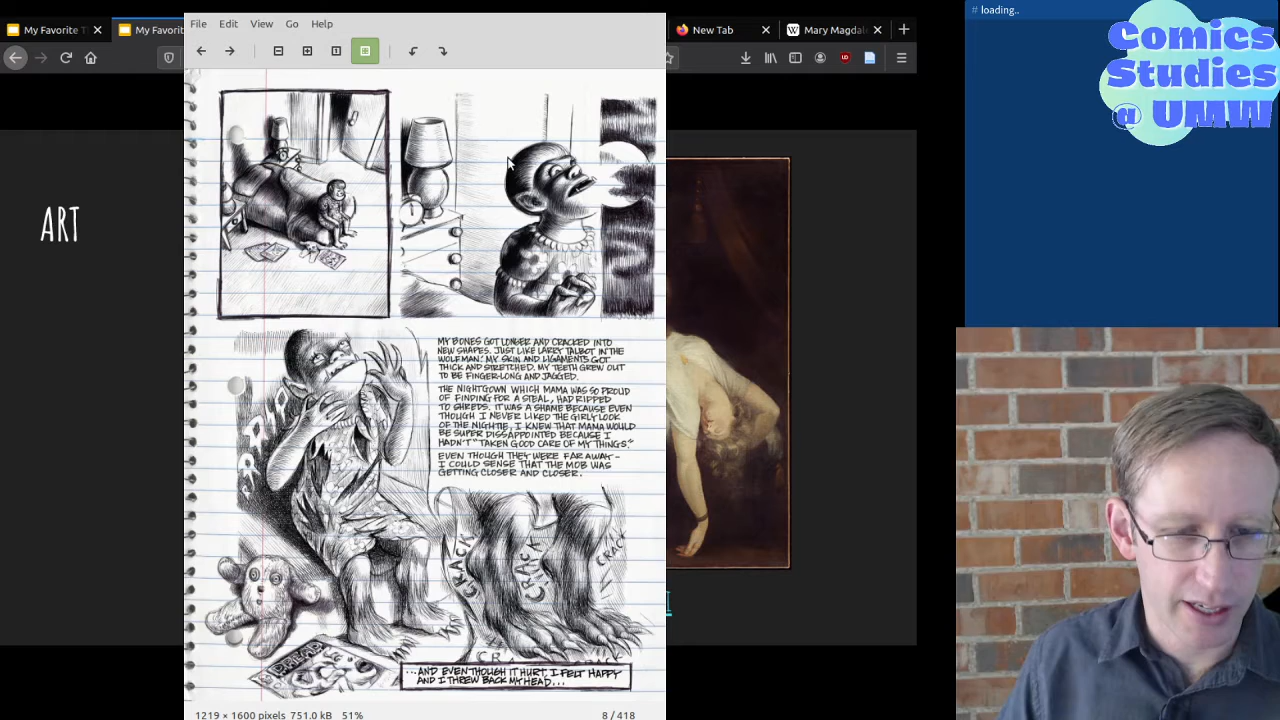 My Favorite T
My Favorit
New Tab
Mary Magdal
# loading..
Comics
Studies
@ UMW
File Edit View Go Help
ART
MY BONES GOT LONGER AND CRACKED INTO
NEW SHAPES. JUST LIKE LARRY TALBOT IN THE
WOLFMAN. MY SKIN AND LIGAMENTS GOT
THICK AND STRETCHED. MY TEETH GREW OUT
TO BE FINGER-LONG AND JAGGED.
THE NIGHTGOWN WHICH MAMA WAS SO PROUD
OF FINDING FOR A STEAL, HAD RIPPED
TO SHREDS. IT WAS A SHAME BECAUSE EVEN
THOUGH I NEVER LIKED THE GIRLY LOOK
OF THE NIGHTIE, I KNEW THAT MAMA WOULD
BE SUPER DISSAPPOINTED BECAUSE I
HADN'T "TAKEN GOOD CARE OF MY THINGS."
EVEN THOUGH THEY WERE FAR AWAY-
I COULD SENSE THAT THE MOB WAS
GETTING CLOSER AND CLOSER.
CRACK
CRACK
CRACK
DREAD
...AND EVEN THOUGH IT HURT, I FELT HAPPY
AND I THREW BACK MY HEAD...
1219 × 1600 pixels 751.0 kB 51%
8 / 418